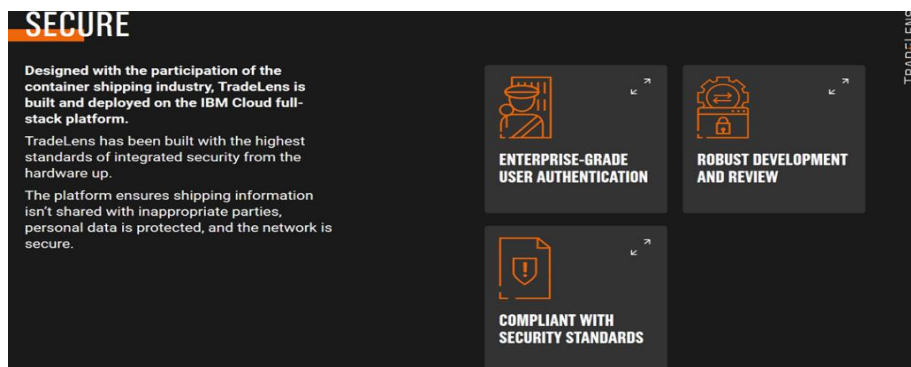 SECURE
Designed with the participation of the
container shipping industry, TradeLens is
built and deployed on the IBM Cloud full-
stack platform.
TradeLens has been built with the highest
standards of integrated security from the
hardware up.
The platform ensures shipping information
isn't shared with inappropriate parties,
personal data is protected, and the network is
secure.
ENTERPRISE-GRADE
USER AUTHENTICATION
ROBUST DEVELOPMENT
AND REVIEW
COMPLIANT WITH
SECURITY STANDARDS
TRADELENS